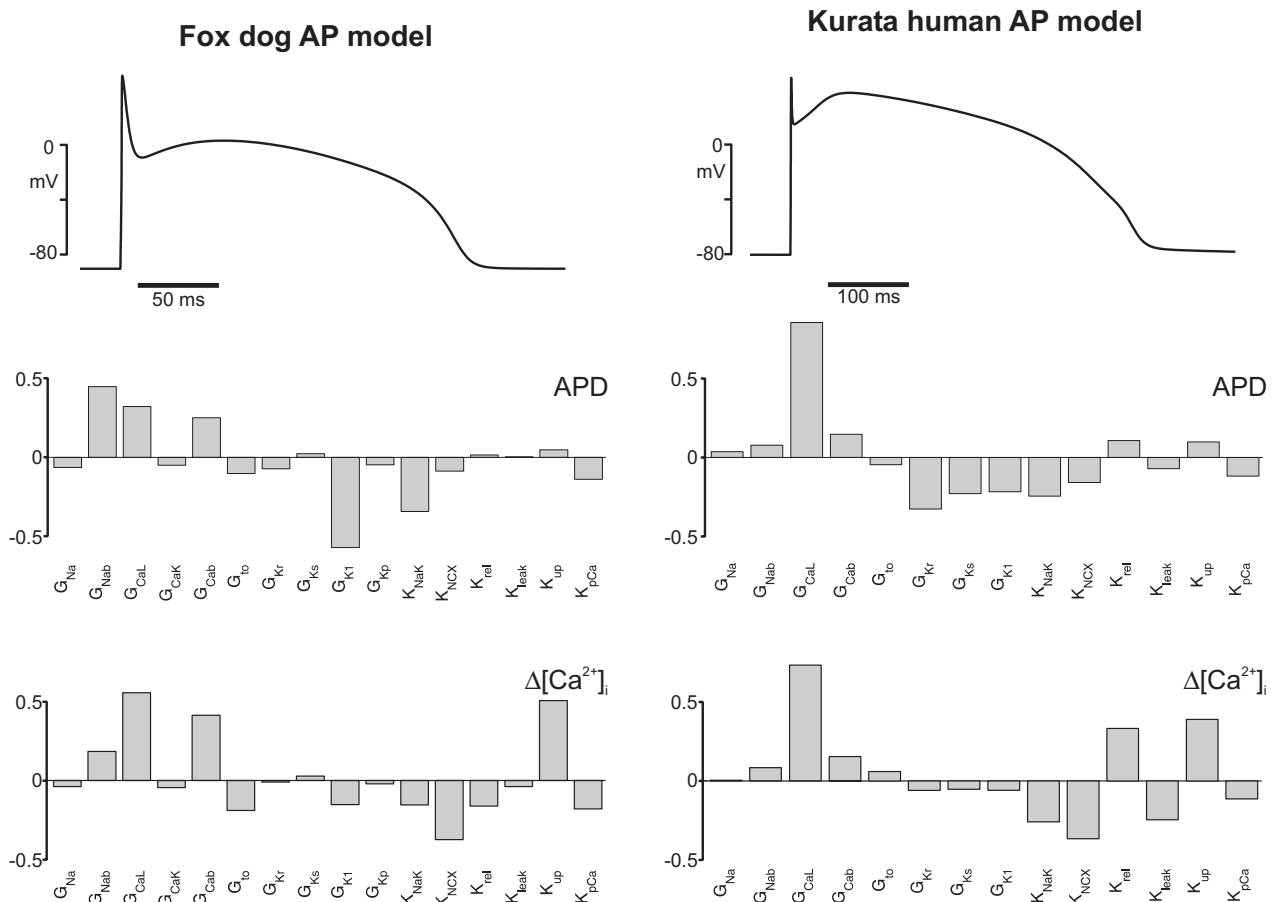 Fox dog AP model
Kurata human AP model
0
mV
-80
50 ms
0
mV
-80
100 ms
0.5
0
-0.5
APD
G_Na G_Nab G_CaL G_CaK G_Cab G_to G_Kr G_Ks G_K1 G_Kp K_NaK K_NCX K_rel K_leak K_up K_pCa
0.5
0
-0.5
APD
G_Na G_Nab G_CaL G_Cab G_to G_Kr G_Ks G_K1 K_NaK K_NCX K_rel K_leak K_up K_pCa
0.5
0
-0.5
Δ[Ca²⁺]ᵢ
G_Na G_Nab G_CaL G_CaK G_Cab G_to G_Kr G_Ks G_K1 G_Kp K_NaK K_NCX K_rel K_leak K_up K_pCa
0.5
0
-0.5
Δ[Ca²⁺]ᵢ
G_Na G_Nab G_CaL G_Cab G_to G_Kr G_Ks G_K1 K_NaK K_NCX K_rel K_leak K_up K_pCa